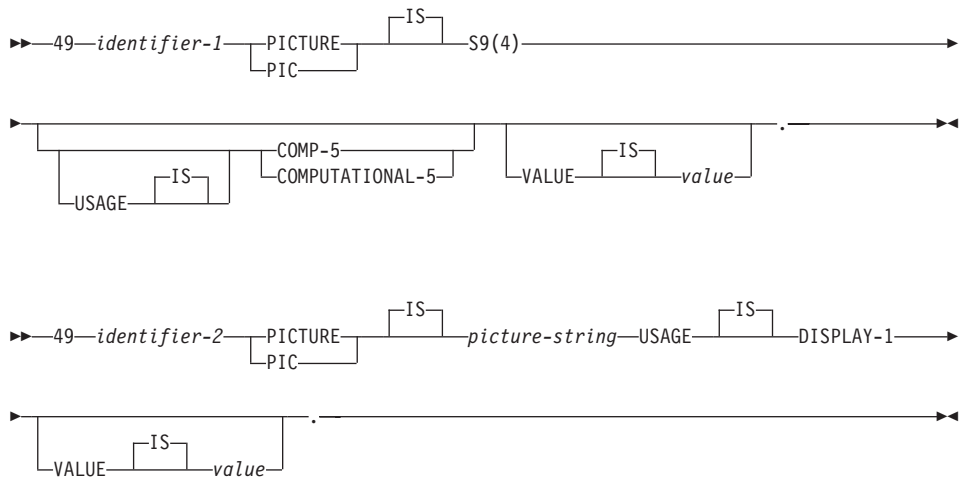 IS
49 identifier-1 PICTURE S9(4)
PIC
COMP-5 .
IS COMPUTATIONAL-5 VALUE IS value
USAGE
IS IS
49 identifier-2 PICTURE picture-string USAGE DISPLAY-1
PIC
.
IS
VALUE value